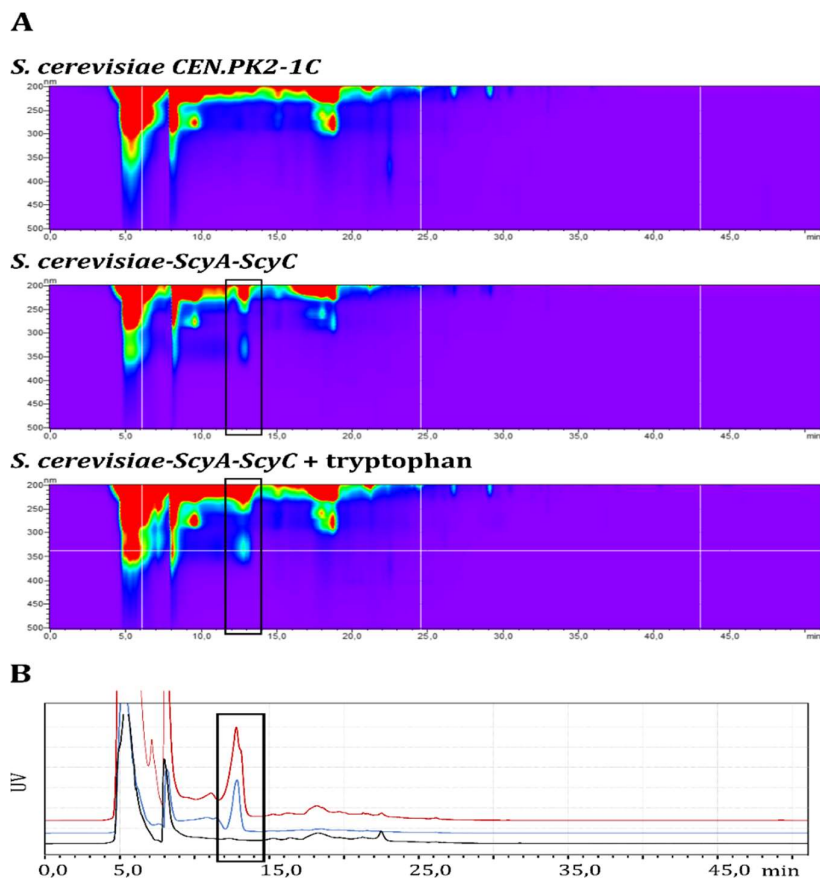 A
S. cerevisiae CEN.PK2-1C
nm
200
250
300
350
400
450
500
0,0 5,0 10,0 15,0 20,0 25,0 30,0 35,0 40,0 45,0 min
S. cerevisiae-ScyA-ScyC
nm
200
250
300
350
400
450
500
0,0 5,0 10,0 15,0 20,0 25,0 30,0 35,0 40,0 45,0 min
S. cerevisiae-ScyA-ScyC + tryptophan
nm
200
250
300
350
400
450
500
0,0 5,0 10,0 15,0 20,0 25,0 30,0 35,0 40,0 45,0 min
B
UV
0,0 5,0 15,0 25,0 35,0 45,0 min